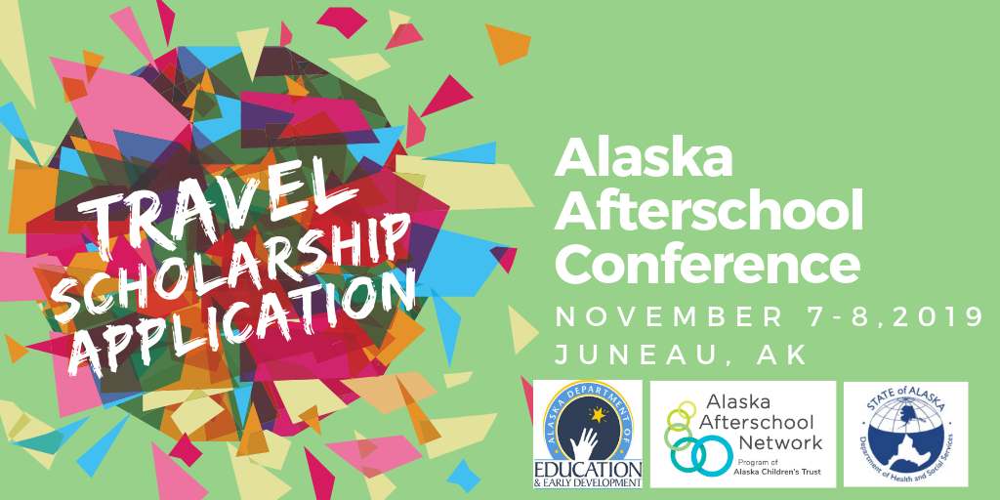 TRAVEL
SCHOLARSHIP
APPLICATION
Alaska
Afterschool
Conference
NOVEMBER 7-8,2019
JUNEAU, AK
ALASKA DEPARTMENT OF
EDUCATION
& EARLY DEVELOPMENT
Alaska
Afterschool
Network
Program of
Alaska Children's Trust
STATE of ALASKA
Department of Health and Social Services